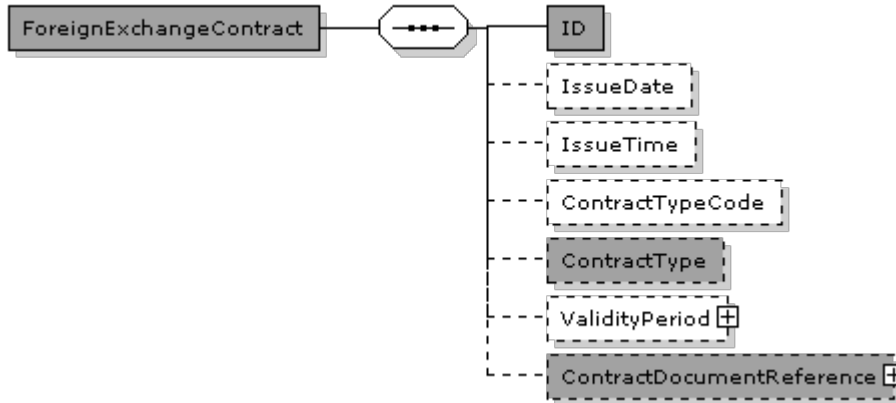 ForeignExchangeContract
ID
IssueDate
IssueTime
ContractTypeCode
ContractType
ValidityPeriod
ContractDocumentReference